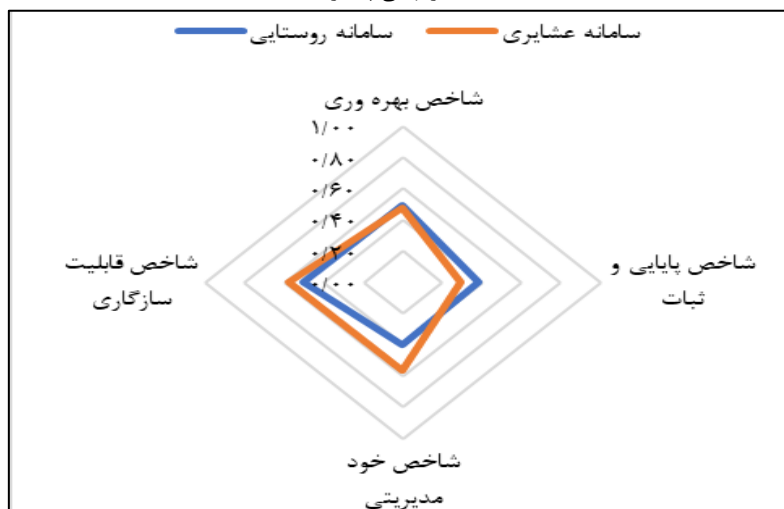 سامانه عشایری
سامانه روستایی
شاخص بهره وری
۱/۰۰
۰/۸۰
۰/۶۰
۰/۴۰
۰/۲۰
۰/۰۰
شاخص پایایی و
ثبات
شاخص قابلیت
سازگاری
شاخص خود
مدیریتی